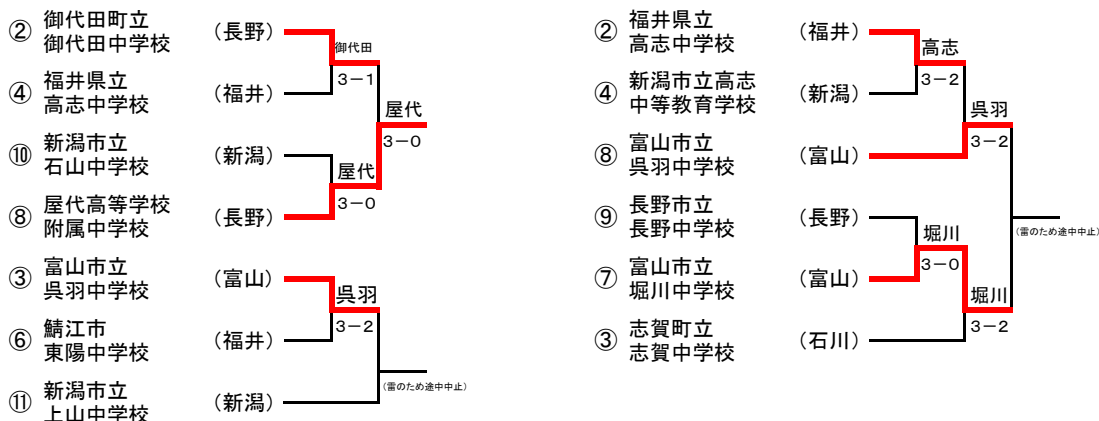 ② 御代田町立
御代田中学校 （長野）
御代田
3－1
④ 福井県立
高志中学校 （福井）
屋代
3－0
⑩ 新潟市立
石山中学校 （新潟）
屋代
3－0
⑧ 屋代高等学校
附属中学校 （長野）
③ 富山市立
呉羽中学校 （富山）
呉羽
3－2
⑥ 鯖江市
東陽中学校 （福井）
（雷のため途中中止）
⑪ 新潟市立
上山中学校 （新潟）
② 福井県立
高志中学校 （福井）
高志
3－2
④ 新潟市立高志
中等教育学校 （新潟）
呉羽
3－2
⑧ 富山市立
呉羽中学校 （富山）
⑨ 長野市立
長野中学校 （長野）
（雷のため途中中止）
堀川
3－0
⑦ 富山市立
堀川中学校 （富山）
堀川
3－2
③ 志賀町立
志賀中学校 （石川）